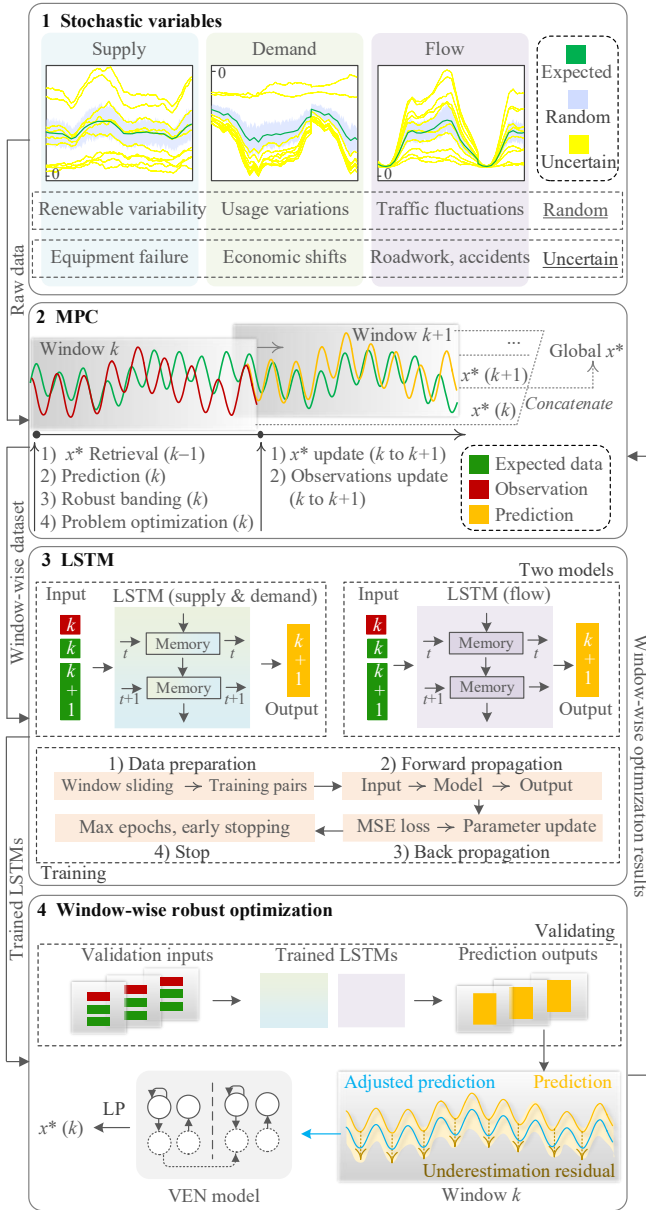 1 Stochastic variables
Supply
Demand
Flow
0
0
0
Expected
Random
Uncertain
Renewable variability
Usage variations
Traffic fluctuations
Random
Equipment failure
Economic shifts
Roadwork, accidents
Uncertain
Raw data
2 MPC
Window k
Window k+1
...
x* (k+1)
x* (k)
Global x*
Concatenate
1) x* Retrieval (k–1)
2) Prediction (k)
3) Robust banding (k)
4) Problem optimization (k)
1) x* update (k to k+1)
2) Observations update
(k to k+1)
Expected data
Observation
Prediction
Window-wise dataset
3 LSTM
Two models
Input
LSTM (supply & demand)
k
k
k+1
t
Memory
t
t+1
Memory
t+1
k+1
Output
Input
LSTM (flow)
k
k
k+1
t
Memory
t
t+1
Memory
t+1
k+1
Output
1) Data preparation
2) Forward propagation
Window sliding → Training pairs
Input → Model → Output
Max epochs, early stopping
MSE loss → Parameter update
4) Stop
3) Back propagation
Training
Trained LSTMs
Window-wise optimization results
4 Window-wise robust optimization
Validating
Validation inputs
Trained LSTMs
Prediction outputs
Adjusted prediction
Prediction
Underestimation residual
Window k
VEN model
LP
x* (k)